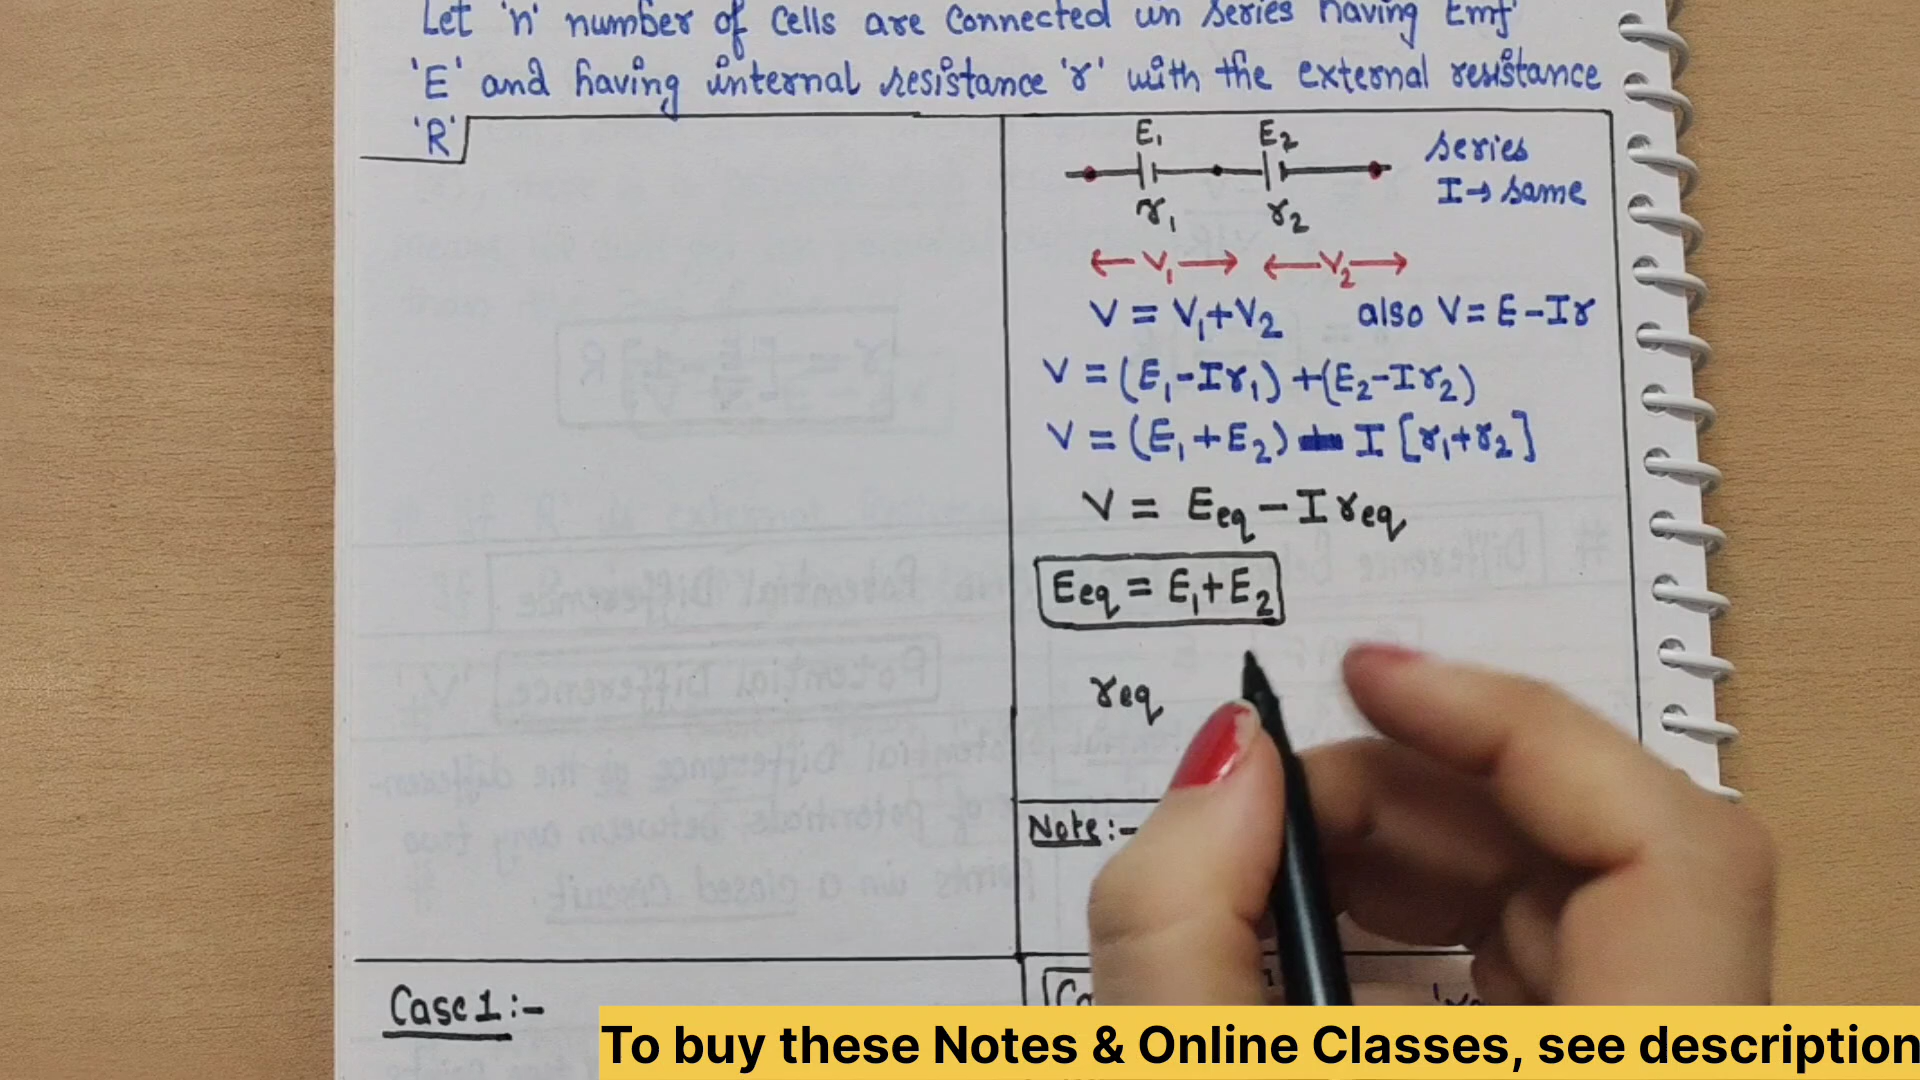 Let 'n' number of cells are connected in series having Emf
'E' and having internal resistance 'r' with the external resistance
'R'
E₁ E₂
series
I → same
r₁ r₂
← V₁ → ← V₂ →
V = V₁+V₂ also V = E - Ir
V = (E₁-Ir₁) + (E₂-Ir₂)
V = (E₁+E₂) - I [r₁+r₂]
V = Eeq - I req
Eeq = E₁+E₂
req
Note:-
Case 1:-
To buy these Notes & Online Classes, see description